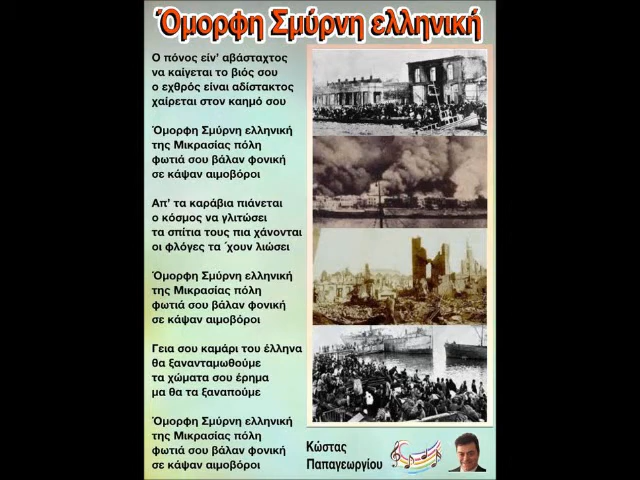 Όμορφη Σμύρνη ελληνική
Ο πόνος είν' αβάσταχτος
να καίγεται το βιός σου
ο εχθρός είναι αδίστακτος
χαίρεται στον καημό σου
Όμορφη Σμύρνη ελληνική
της Μικρασίας πόλη
φωτιά σου βάλαν φονική
σε κάψαν αιμοβόροι
Απ' τα καράβια πιάνεται
ο κόσμος να γλιτώσει
τα σπίτια τους πια χάνονται
οι φλόγες τα ΄χουν λιώσει
Όμορφη Σμύρνη ελληνική
της Μικρασίας πόλη
φωτιά σου βάλαν φονική
σε κάψαν αιμοβόροι
Γεια σου καμάρι του έλληνα
θα ξανανταμωθούμε
τα χώματα σου έρημα
μα θα τα ξαναπούμε
Όμορφη Σμύρνη ελληνική
της Μικρασίας πόλη
φωτιά σου βάλαν φονική
σε κάψαν αιμοβόροι
Κώστας
Παπαγεωργίου